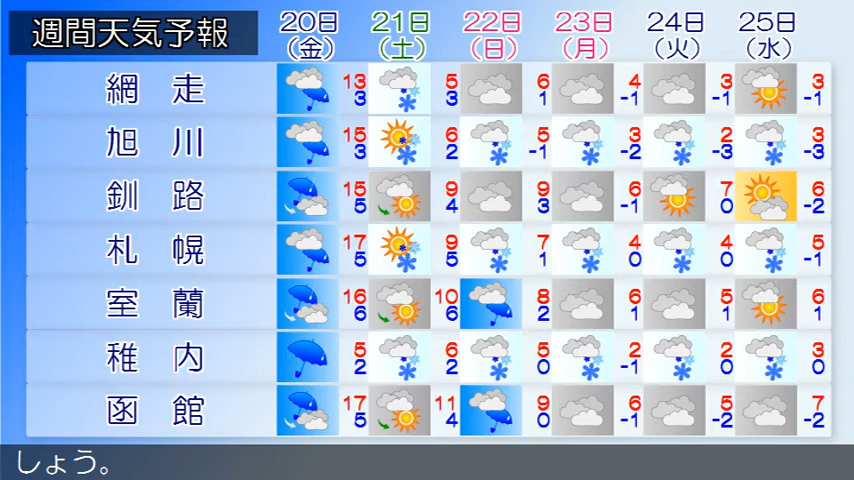 週間天気予報
20日 21日 22日 23日 24日 25日
(金) (土) (日) (月) (火) (水)
網走 13 3 5 3 6 1 4 -1 3 -1 3 -1
旭川 15 3 6 2 5 -1 3 -2 2 -3 3 -3
釧路 15 5 9 4 9 3 6 -1 7 0 6 -2
札幌 17 5 9 5 7 1 4 0 4 0 5 -1
室蘭 16 6 10 6 8 2 6 1 5 1 6 1
稚内 5 2 6 2 5 0 2 -1 2 0 3 0
函館 17 5 11 4 9 0 6 -1 5 -2 7 -2
しょう。